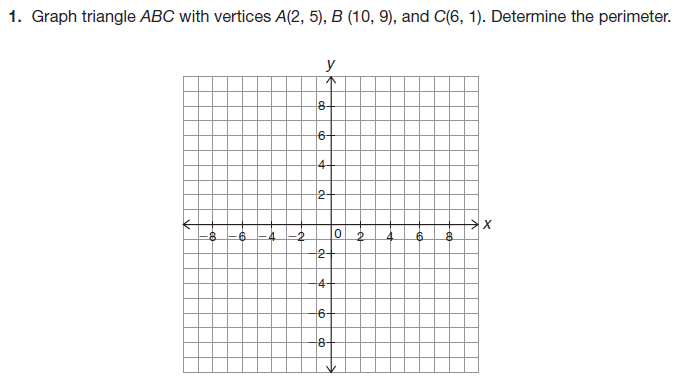 1. Graph triangle ABC with vertices A(2, 5), B (10, 9), and C(6, 1). Determine the perimeter.
y
8
6
4
2
x
−8 −6 −4 −2 0 2 4 6 8
−2
−4
−6
−8